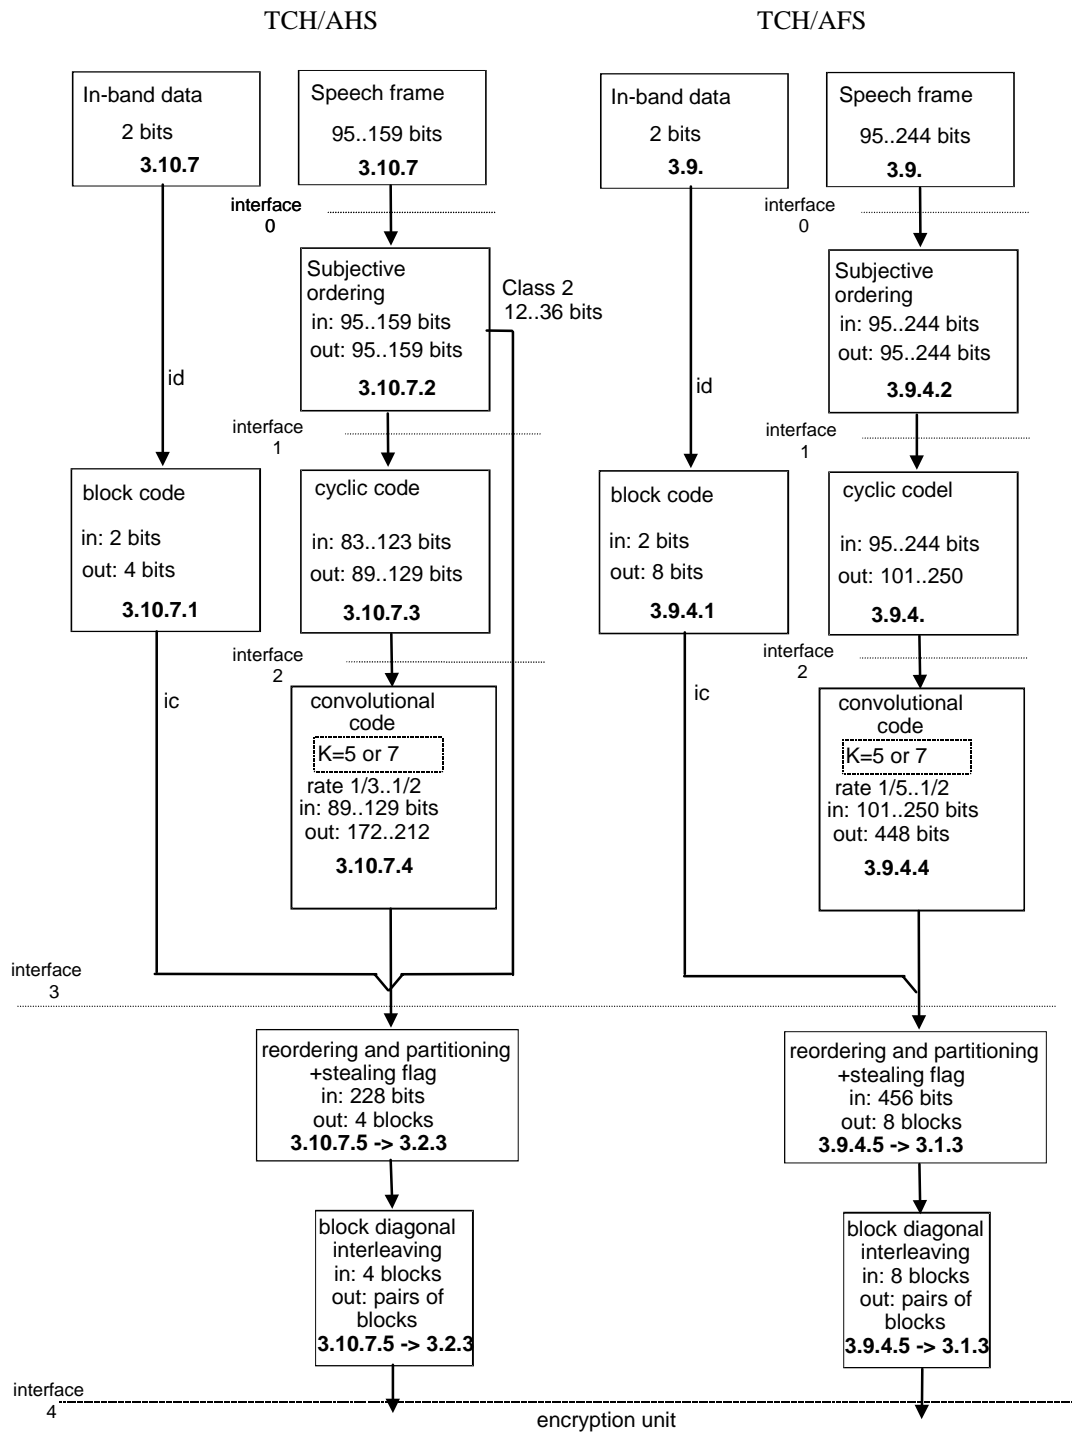 TCH/AHS
TCH/AFS
In-band data
2 bits
3.10.7
Speech frame
95..159 bits
3.10.7
In-band data
2 bits
3.9.
Speech frame
95..244 bits
3.9.
interface
0
interface
0
Subjective
ordering
in: 95..159 bits
out: 95..159 bits
3.10.7.2
Class 2
12..36 bits
Subjective
ordering
in: 95..244 bits
out: 95..244 bits
3.9.4.2
id
id
interface
1
interface
1
block code
in: 2 bits
out: 4 bits
3.10.7.1
cyclic code
in: 83..123 bits
out: 89..129 bits
3.10.7.3
block code
in: 2 bits
out: 8 bits
3.9.4.1
cyclic codel
in: 95..244 bits
out: 101..250
3.9.4.
interface
2
interface
2
ic
ic
convolutional
code
K=5 or 7
rate 1/3..1/2
in: 89..129 bits
out: 172..212
3.10.7.4
convolutional
code
K=5 or 7
rate 1/5..1/2
in: 101..250 bits
out: 448 bits
3.9.4.4
interface
3
reordering and partitioning
+stealing flag
in: 228 bits
out: 4 blocks
3.10.7.5 -> 3.2.3
reordering and partitioning
+stealing flag
in: 456 bits
out: 8 blocks
3.9.4.5 -> 3.1.3
block diagonal
interleaving
in: 4 blocks
out: pairs of
blocks
3.10.7.5 -> 3.2.3
block diagonal
interleaving
in: 8 blocks
out: pairs of
blocks
3.9.4.5 -> 3.1.3
interface
4
encryption unit